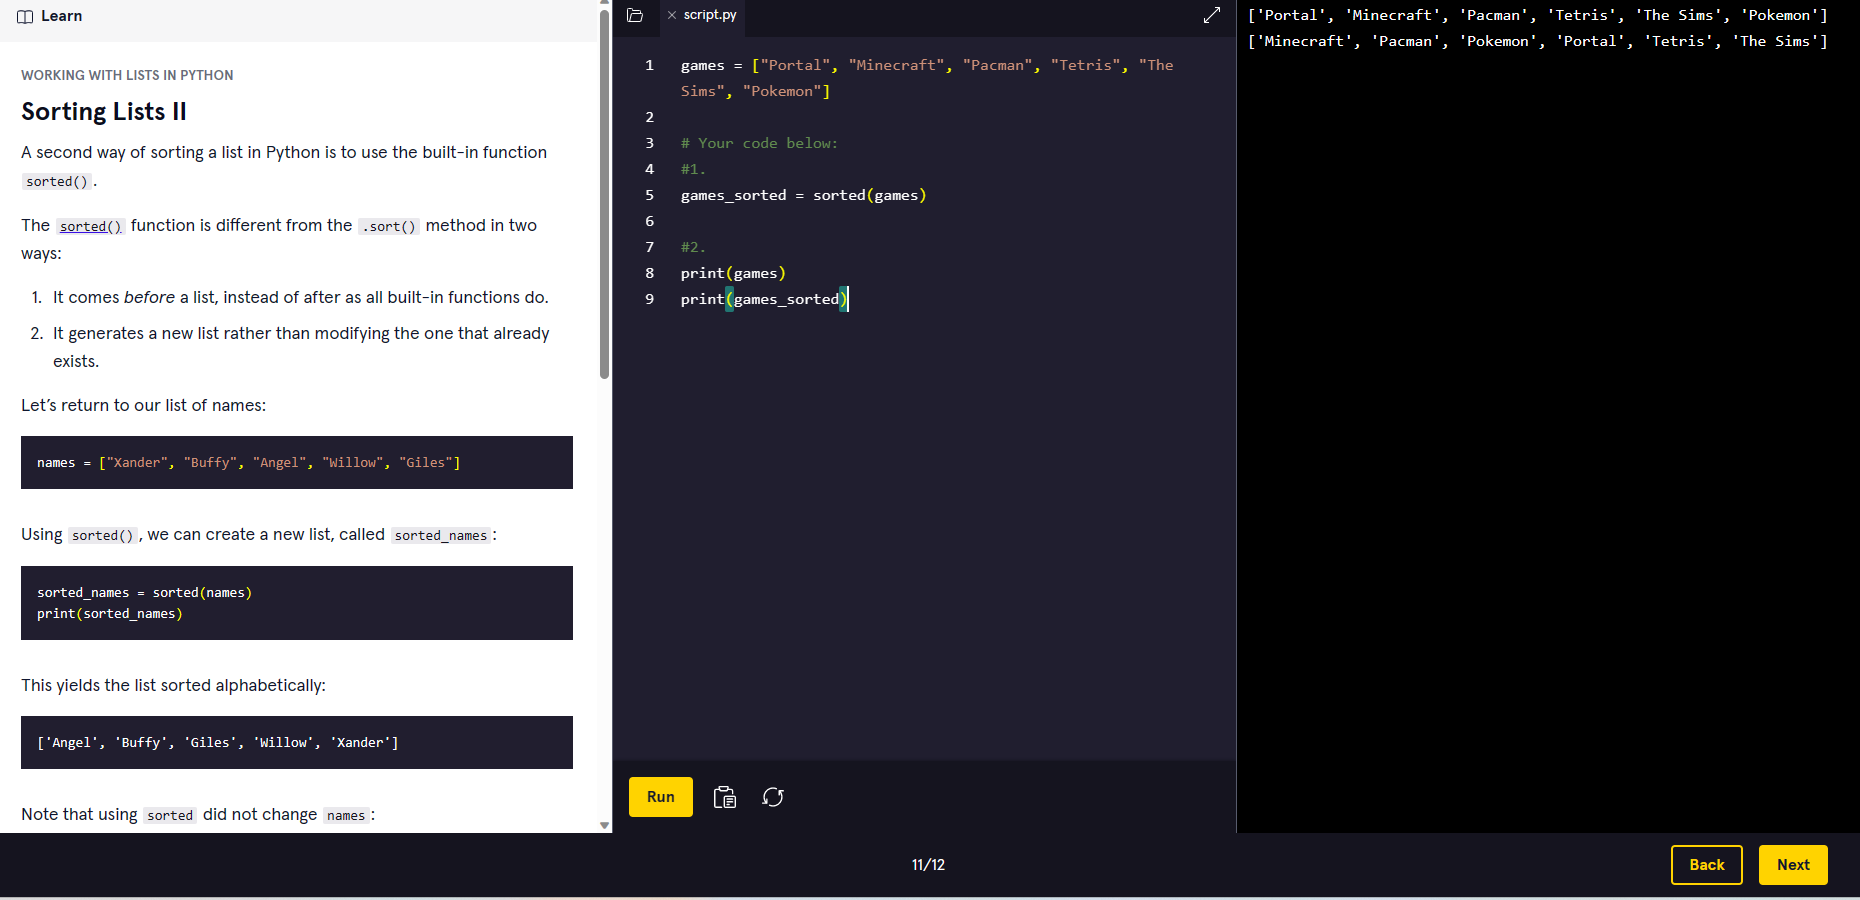 Learn
WORKING WITH LISTS IN PYTHON
Sorting Lists II
A second way of sorting a list in Python is to use the built-in function
sorted() .
The sorted() function is different from the .sort() method in two
ways:
1. It comes before a list, instead of after as all built-in functions do.
2. It generates a new list rather than modifying the one that already
exists.
Let’s return to our list of names:
names = ["Xander", "Buffy", "Angel", "Willow", "Giles"]
Using sorted() , we can create a new list, called sorted_names :
sorted_names = sorted(names)
print(sorted_names)
This yields the list sorted alphabetically:
['Angel', 'Buffy', 'Giles', 'Willow', 'Xander']
Note that using sorted did not change names :
script.py
1 games = ["Portal", "Minecraft", "Pacman", "Tetris", "The
Sims", "Pokemon"]
2
3 # Your code below:
4 #1.
5 games_sorted = sorted(games)
6
7 #2.
8 print(games)
9 print(games_sorted)
Run
['Portal', 'Minecraft', 'Pacman', 'Tetris', 'The Sims', 'Pokemon']
['Minecraft', 'Pacman', 'Pokemon', 'Portal', 'Tetris', 'The Sims']
11/12
Back
Next